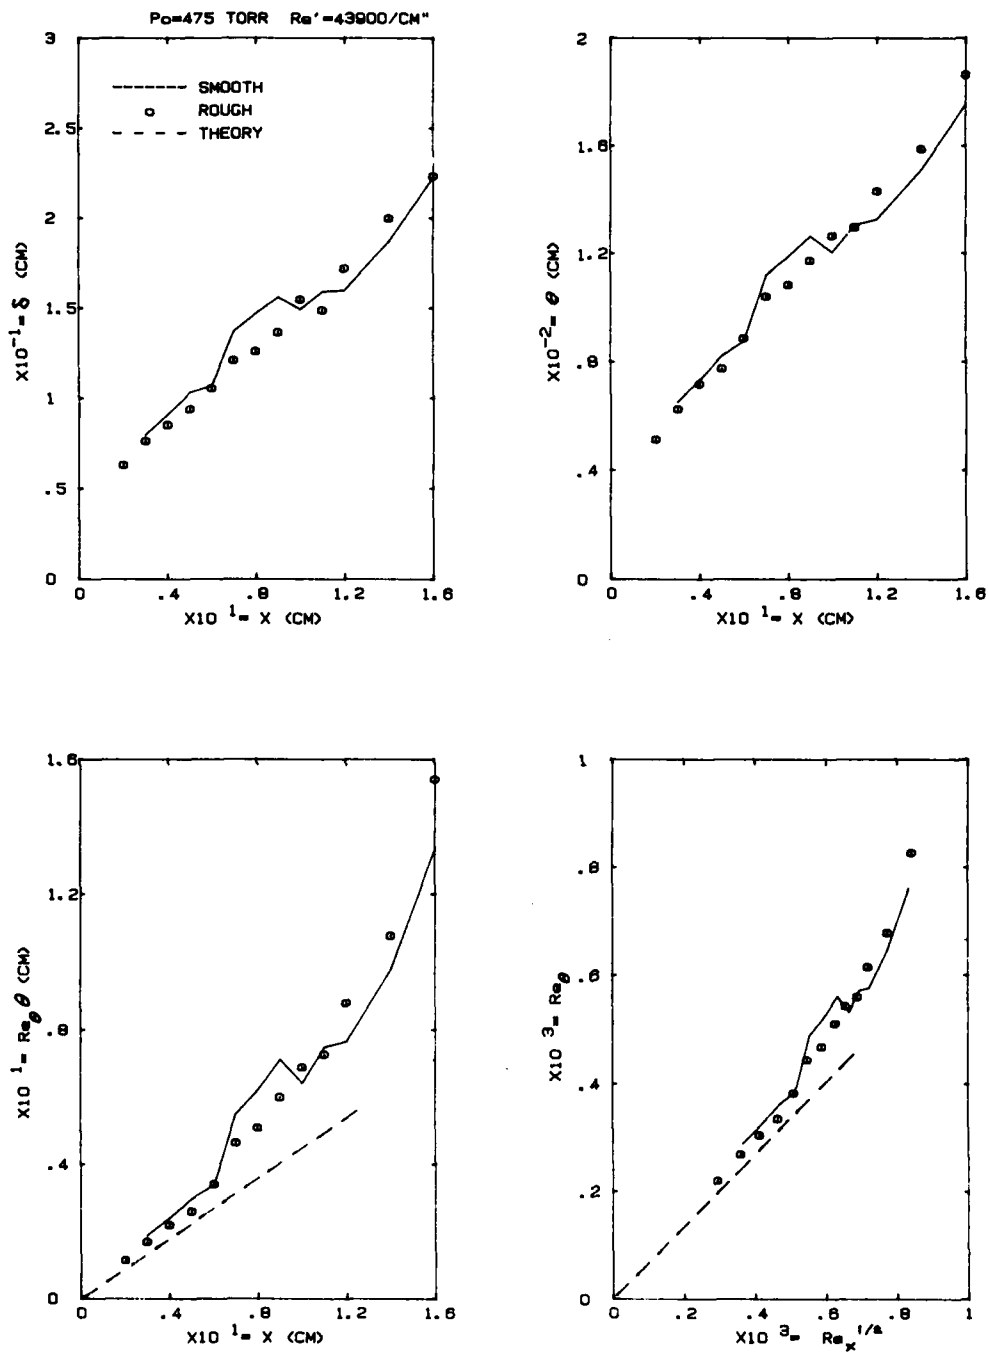 Po=475 TORR Re'=43900/CM"
3
2.5
2
1.5
1
.5
0
SMOOTH
ROUGH
THEORY
X10⁻¹= δ (CM)
0 .4 .8 1.2 1.6
X10 ¹= X (CM)
2
1.6
1.2
.8
.4
0
X10⁻²= θ (CM)
0 .4 .8 1.2 1.6
X10 ¹= X (CM)
1.6
1.2
.8
.4
0
X10 ¹= Re_θ θ (CM)
0 .4 .8 1.2
X10 ¹= X (CM)
1
.8
.6
.4
.2
0
X10 ³= Re_θ
0 .2 .4 .6 .8 1
X10 ³= Re_x^1/2